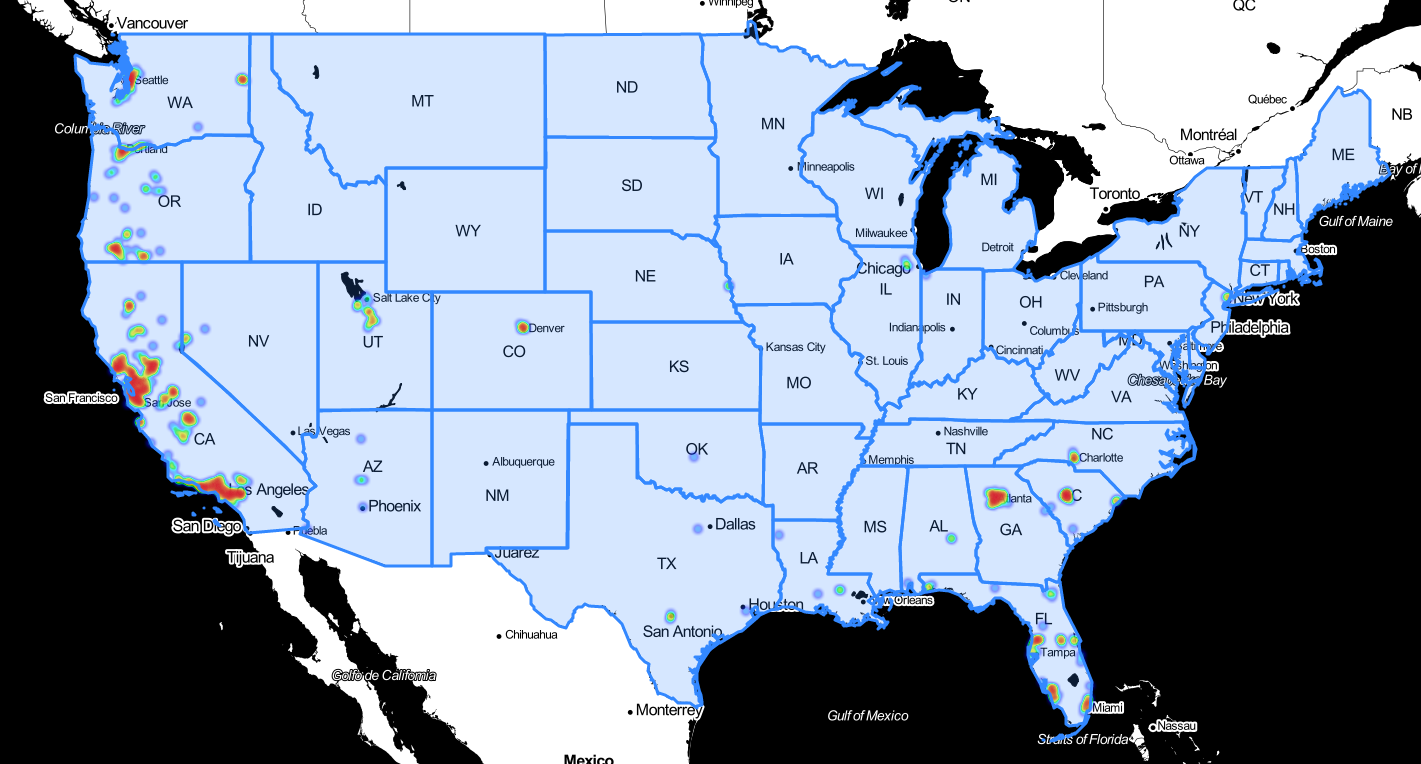 Winnipeg
QC
Vancouver
Seattle
WA
MT
ND
MN
Québec
NB
Columbia River
Portland
Montréal
Ottawa
ME
Bay of
Minneapolis
OR
ID
SD
WI
MI
Toronto
VT
NH
Gulf of Maine
WY
Milwaukee
Detroit
NY
Boston
IA
Chicago
Cleveland
CT
NE
IL
IN
OH
PA
New York
Salt Lake City
Pittsburgh
Denver
Indianapolis
Columbus
Philadelphia
NV
UT
CO
Kansas City
St. Louis
Cincinnati
MD
Baltimore
Washington
KS
MO
WV
Chesapeake Bay
San Francisco
San Jose
KY
VA
CA
Las Vegas
Nashville
NC
OK
TN
Charlotte
AZ
Albuquerque
AR
Memphis
Los Angeles
NM
Atlanta
SC
Phoenix
San Diego
Puebla
Dallas
MS
AL
GA
Tijuana
Juárez
TX
LA
Houston
New Orleans
FL
San Antonio
Chihuahua
Tampa
Golfo de California
Monterrey
Miami
Gulf of Mexico
Nassau
Straits of Florida
Mexico